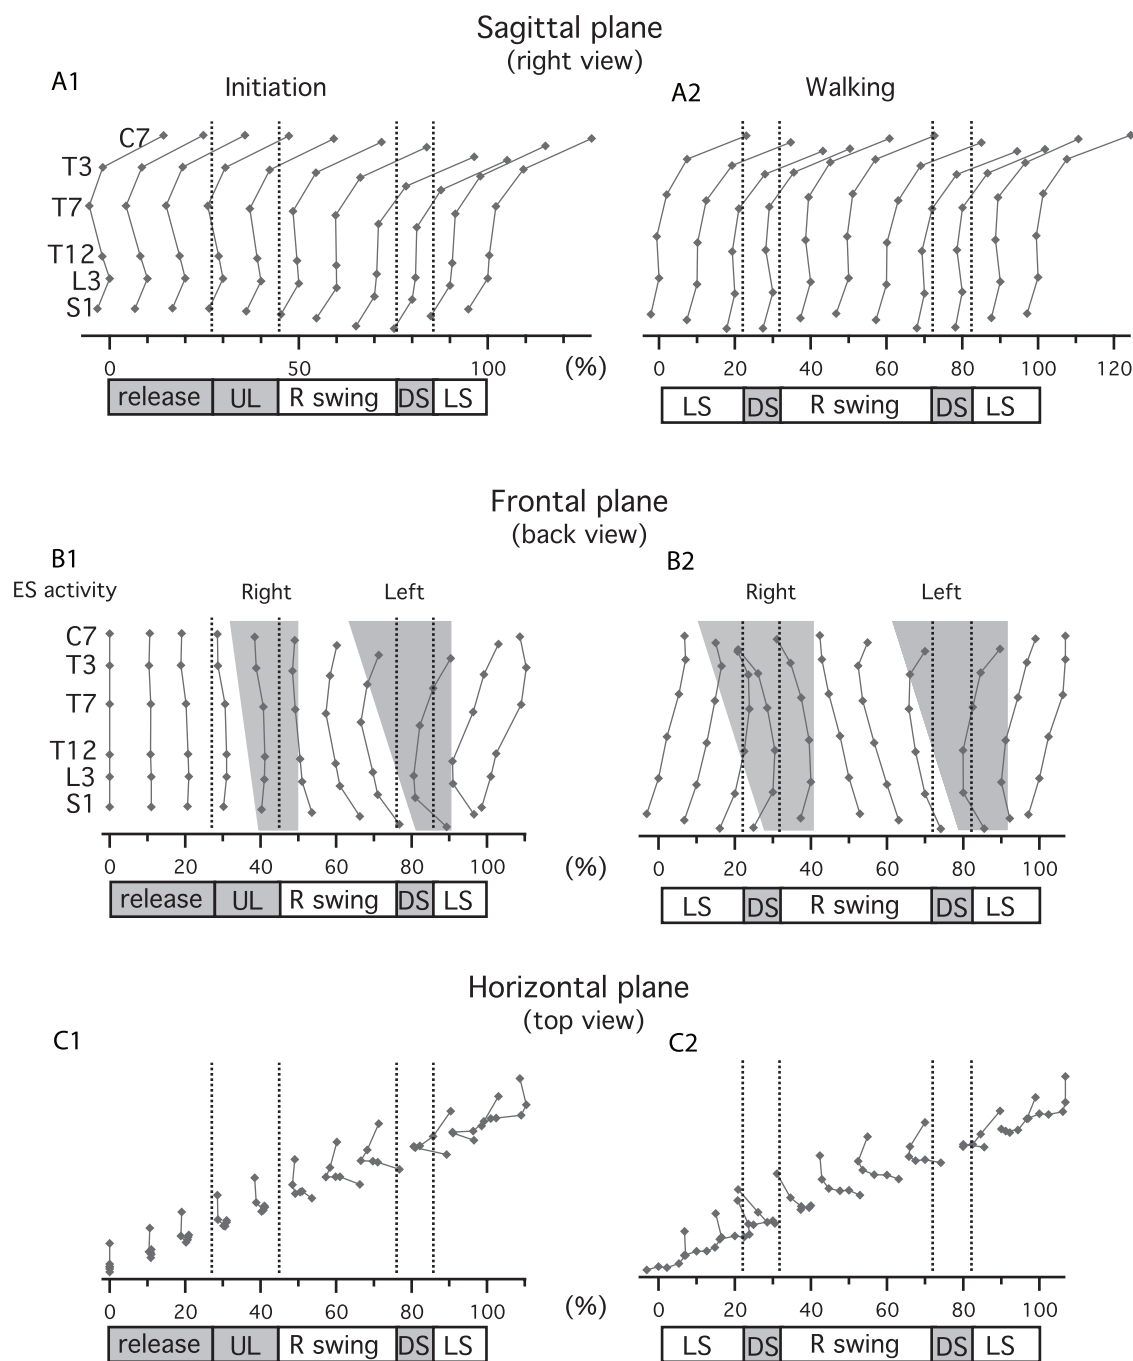 Sagittal plane
(right view)
A1
Initiation
A2
Walking
C7
T3
T7
T12
L3
S1
0 50 100 (%)
0 20 40 60 80 100 120
release UL R swing DS LS
LS DS R swing DS LS
Frontal plane
(back view)
B1
B2
ES activity
Right Left
Right Left
C7
T3
T7
T12
L3
S1
0 20 40 60 80 100 (%)
0 20 40 60 80 100
release UL R swing DS LS
LS DS R swing DS LS
Horizontal plane
(top view)
C1
C2
0 20 40 60 80 100 (%)
0 20 40 60 80 100
release UL R swing DS LS
LS DS R swing DS LS